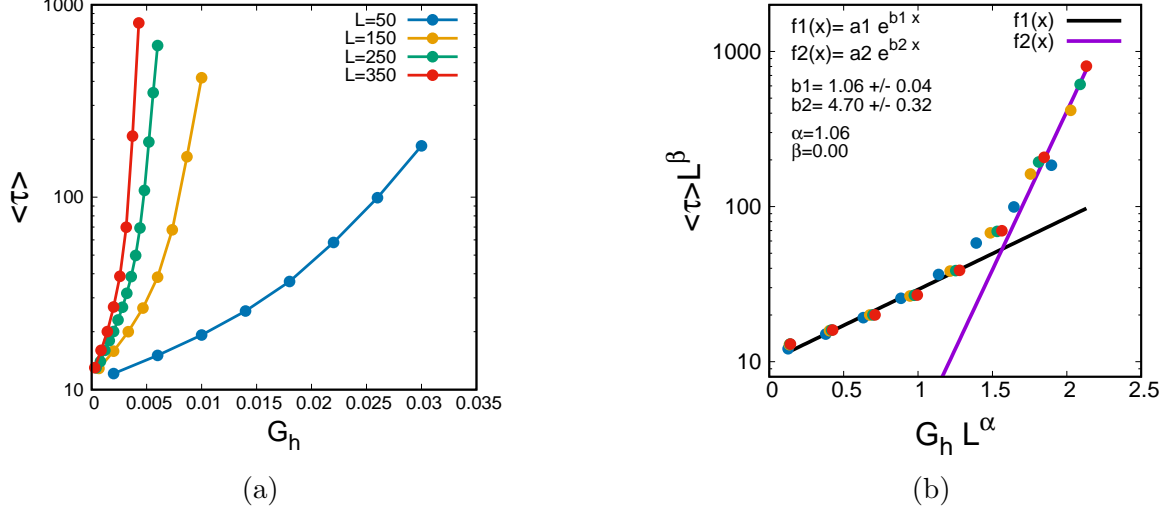 1000
100
10
<τ>
0
0.005
0.01
0.015
0.02
0.025
0.03
0.035
G_h
L=50
L=150
L=250
L=350
(a)
1000
100
10
<τ>L^β
0
0.5
1
1.5
2
2.5
G_h L^α
f1(x)= a1 e^{b1 x}
f2(x)= a2 e^{b2 x}
b1= 1.06 +/- 0.04
b2= 4.70 +/- 0.32
α=1.06
β=0.00
f1(x)
f2(x)
(b)